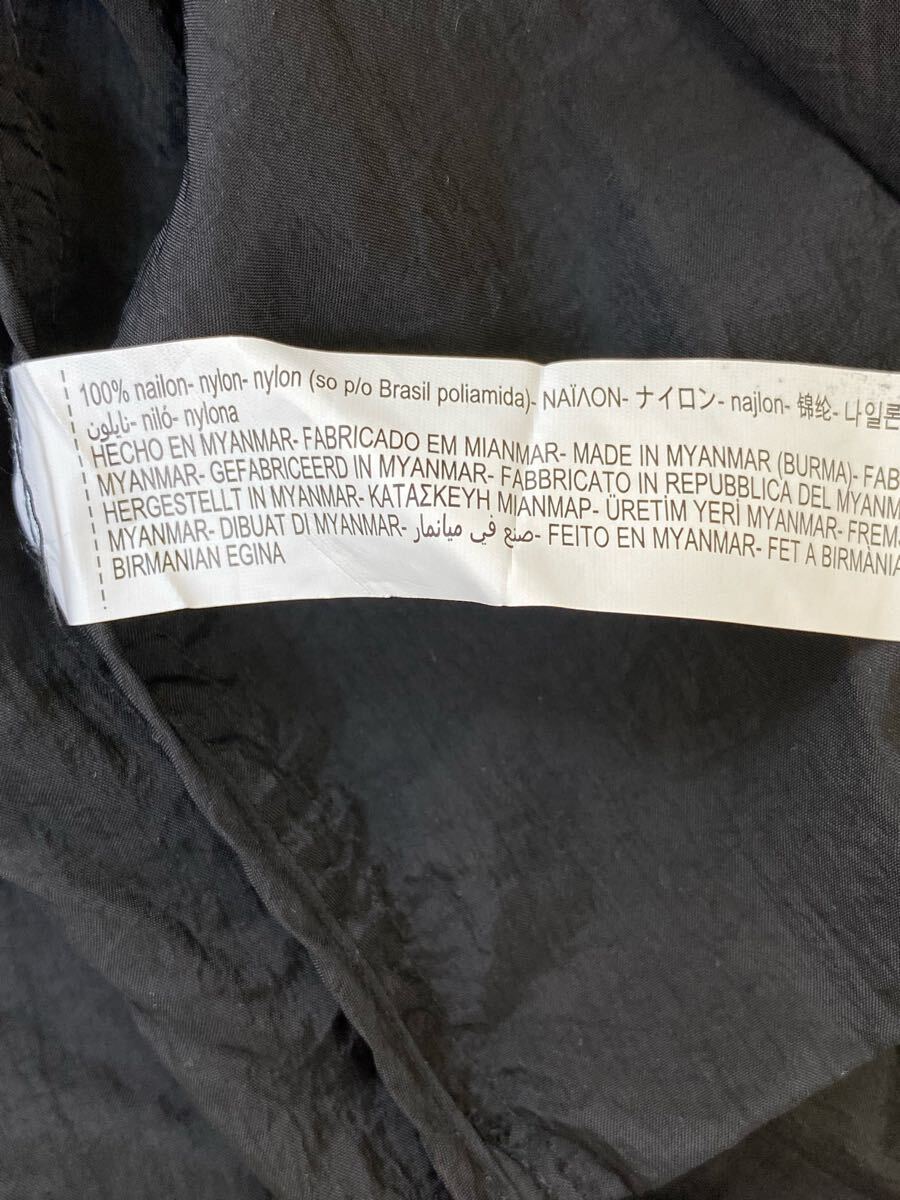 100% nailon- nylon- nylon (so p/o Brasil poliamida)- ΝΑΪΛΟΝ- ナイロン- najlon- 锦纶- 나일론
نايلون- niló- nylona
HECHO EN MYANMAR- FABRICADO EM MIANMAR- MADE IN MYANMAR (BURMA)- FAB
MYANMAR- GEFABRICEERD IN MYANMAR- FABBRICATO IN REPUBBLICA DEL MYANM
HERGESTELLT IN MYANMAR- ΚΑΤΑΣΚΕΥΗ ΜΙΑΝΜΑΡ- ÜRETİM YERİ MYANMAR- FREMS
MYANMAR- DIBUAT DI MYANMAR- صنع في ميانمار- FEITO EN MYANMAR- FET A BIRMÀNIA
BIRMANIAN EGINA